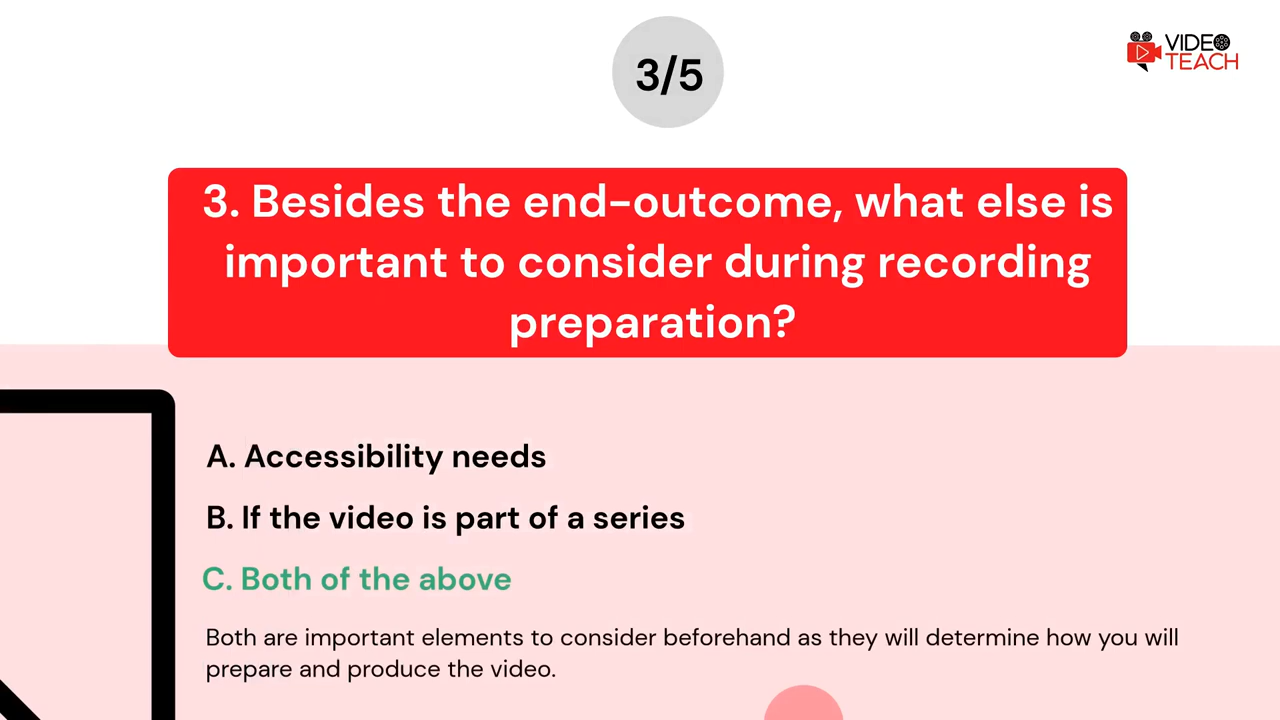 3/5
VIDEO
TEACH
3. Besides the end-outcome, what else is
important to consider during recording
preparation?
A. Accessibility needs
B. If the video is part of a series
C. Both of the above
Both are important elements to consider beforehand as they will determine how you will
prepare and produce the video.